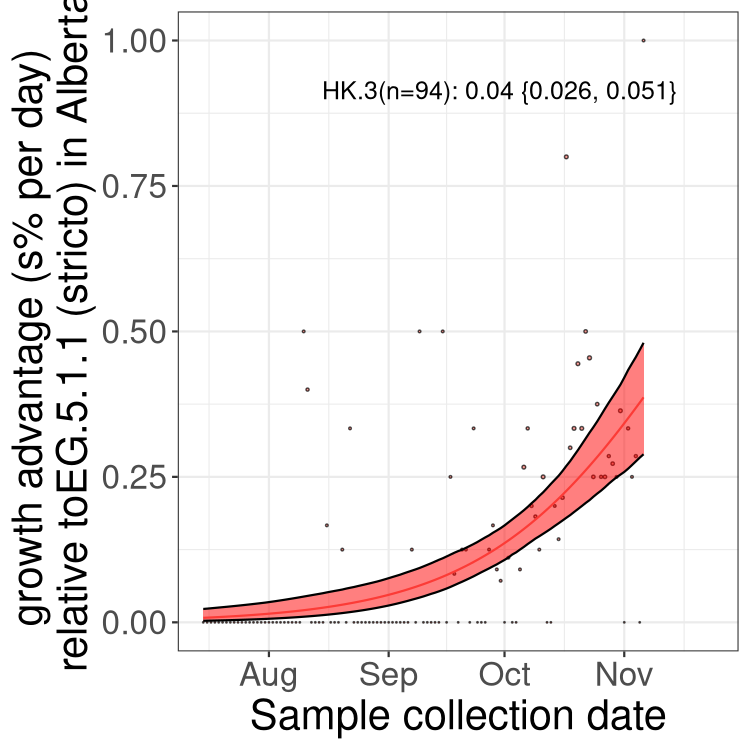 growth advantage (s% per day)
relative toEG.5.1.1 (stricto) in Alberta
1.00
0.75
0.50
0.25
0.00
HK.3(n=94): 0.04 {0.026, 0.051}
Aug Sep Oct Nov
Sample collection date